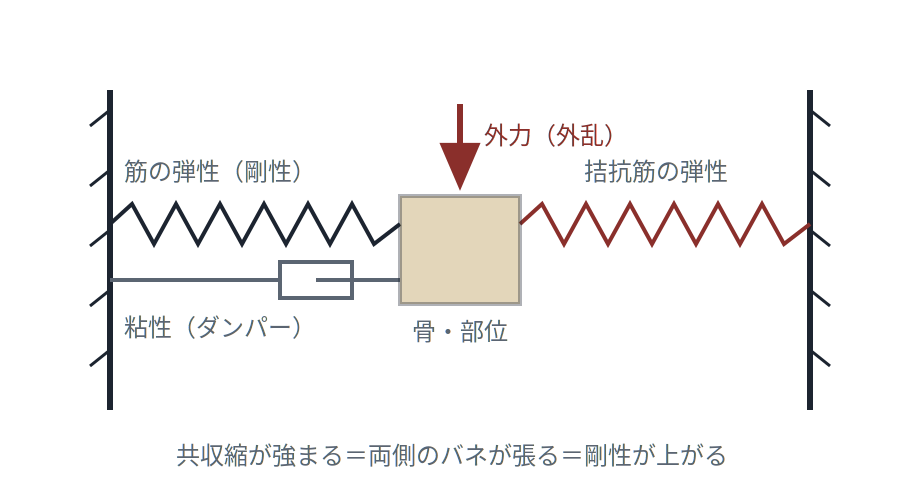 外力（外乱）
筋の弾性（剛性）
拮抗筋の弾性
粘性（ダンパー）
骨・部位
共収縮が強まる＝両側のバネが張る＝剛性が上がる